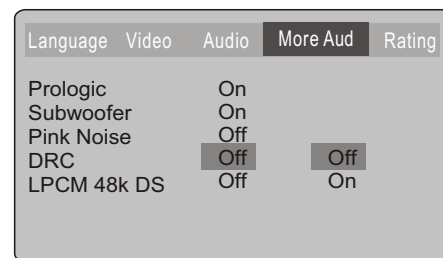 Language Video Audio More Aud Rating
Prologic On
Subwoofer On
Pink Noise Off
DRC Off Off
LPCM 48k DS Off On